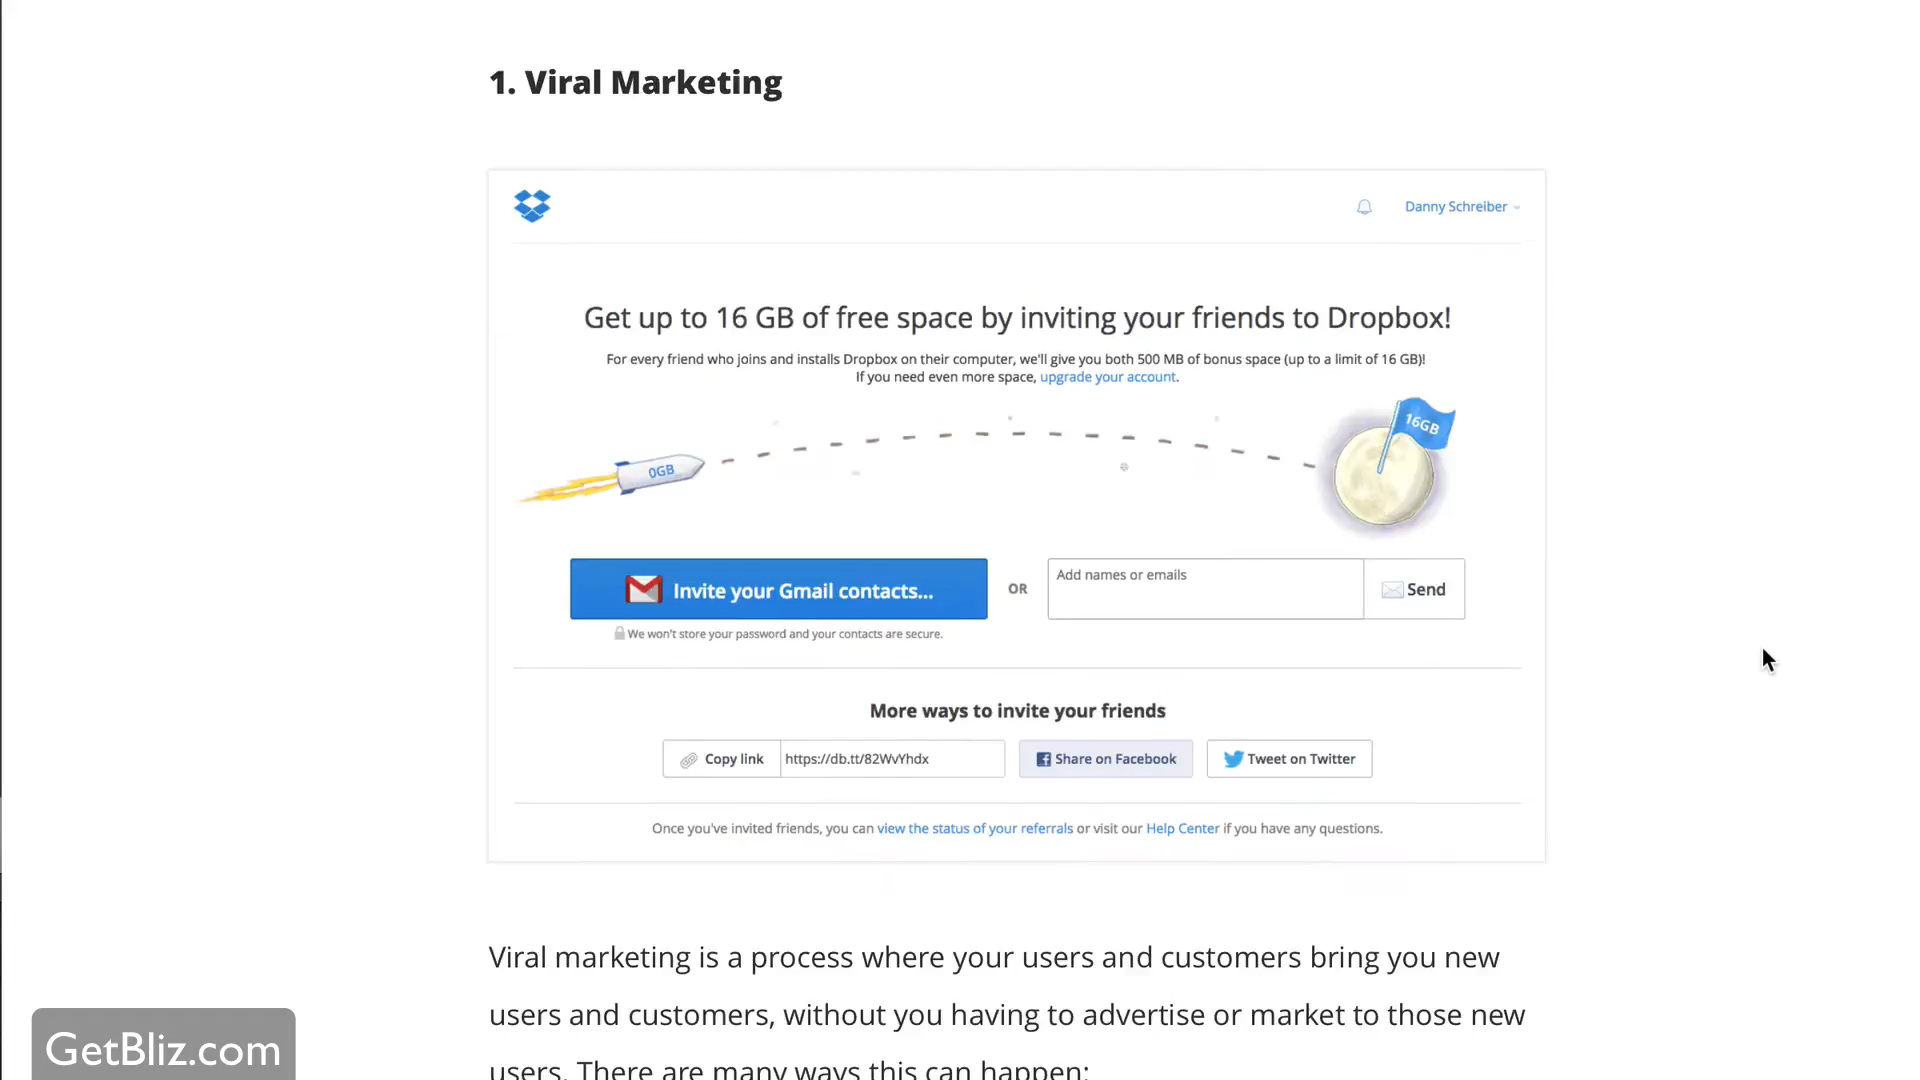 1. Viral Marketing
Danny Schreiber
Get up to 16 GB of free space by inviting your friends to Dropbox!
For every friend who joins and installs Dropbox on their computer, we'll give you both 500 MB of bonus space (up to a limit of 16 GB)!
If you need even more space, upgrade your account.
16GB
0GB
Invite your Gmail contacts...
OR
Add names or emails
Send
We won't store your password and your contacts are secure.
More ways to invite your friends
Copy link
https://db.tt/82WvYhdx
Share on Facebook
Tweet on Twitter
Once you've invited friends, you can view the status of your referrals or visit our Help Center if you have any questions.
Viral marketing is a process where your users and customers bring you new
users and customers, without you having to advertise or market to those new
users. There are many ways this can happen:
GetBliz.com